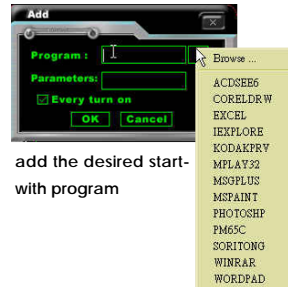 Add
Program :
Parameters:
Every turn on
OK Cancel
Browse ...
ACDSEE6
CORELDRW
EXCEL
IEXPLORE
KODAKPRV
MPLAY32
MSGPLUS
MSPAINT
PHOTOSHP
PM65C
SORITONG
WINRAR
WORDPAD
add the desired start-
with program